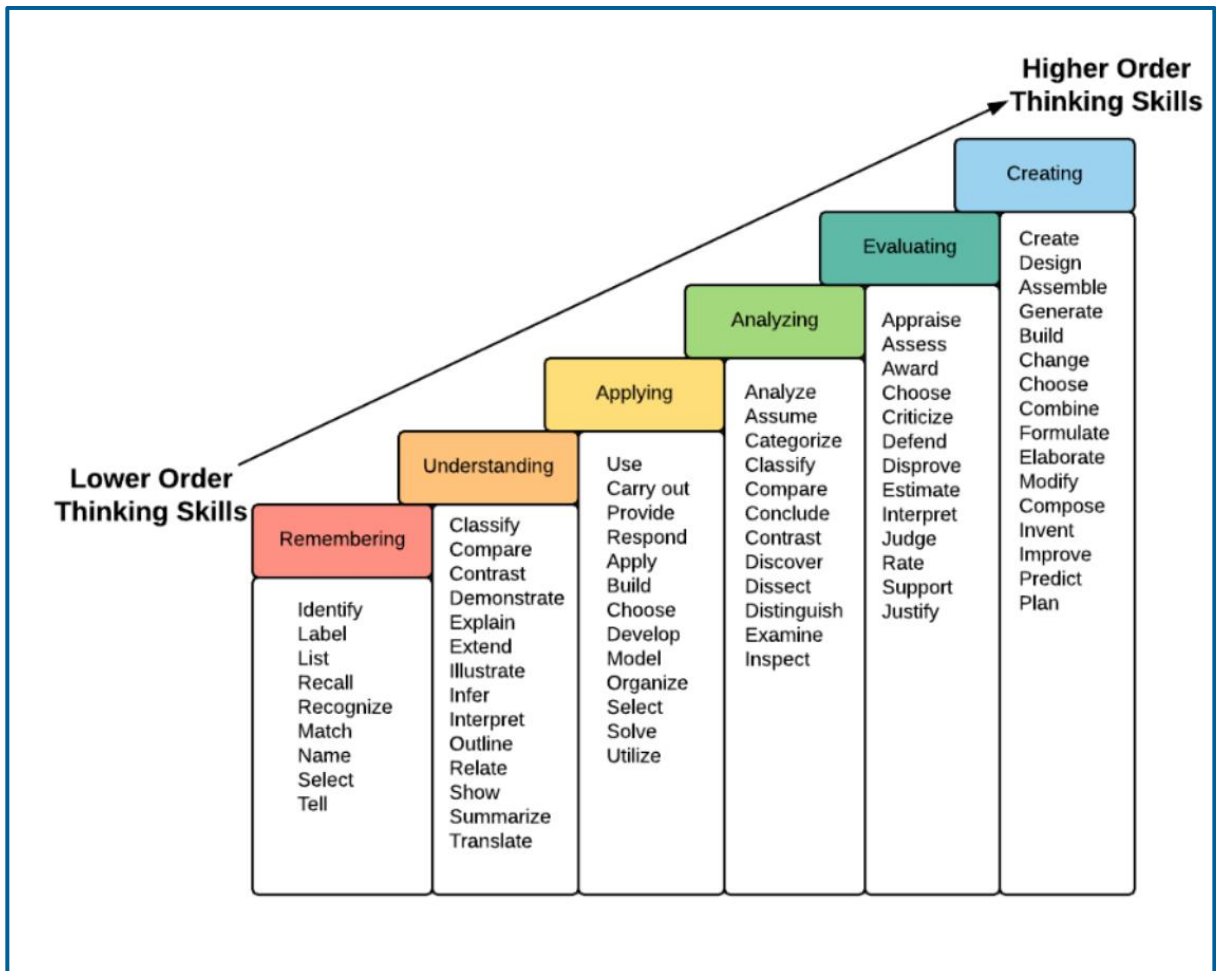 Higher Order
Thinking Skills
Creating
Create
Design
Assemble
Generate
Build
Change
Choose
Combine
Formulate
Elaborate
Modify
Compose
Invent
Improve
Predict
Plan
Evaluating
Appraise
Assess
Award
Choose
Criticize
Defend
Disprove
Estimate
Interpret
Judge
Rate
Support
Justify
Analyzing
Analyze
Assume
Categorize
Classify
Compare
Conclude
Contrast
Discover
Dissect
Distinguish
Examine
Inspect
Applying
Use
Carry out
Provide
Respond
Apply
Build
Choose
Develop
Model
Organize
Select
Solve
Utilize
Understanding
Classify
Compare
Contrast
Demonstrate
Explain
Extend
Illustrate
Infer
Interpret
Outline
Relate
Show
Summarize
Translate
Lower Order
Thinking Skills
Remembering
Identify
Label
List
Recall
Recognize
Match
Name
Select
Tell